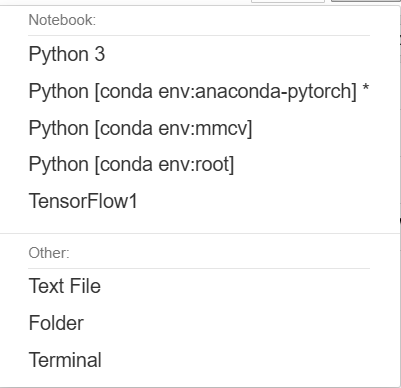 Notebook:
Python 3
Python [conda env:anaconda-pytorch] *
Python [conda env:mmcv]
Python [conda env:root]
TensorFlow1
Other:
Text File
Folder
Terminal